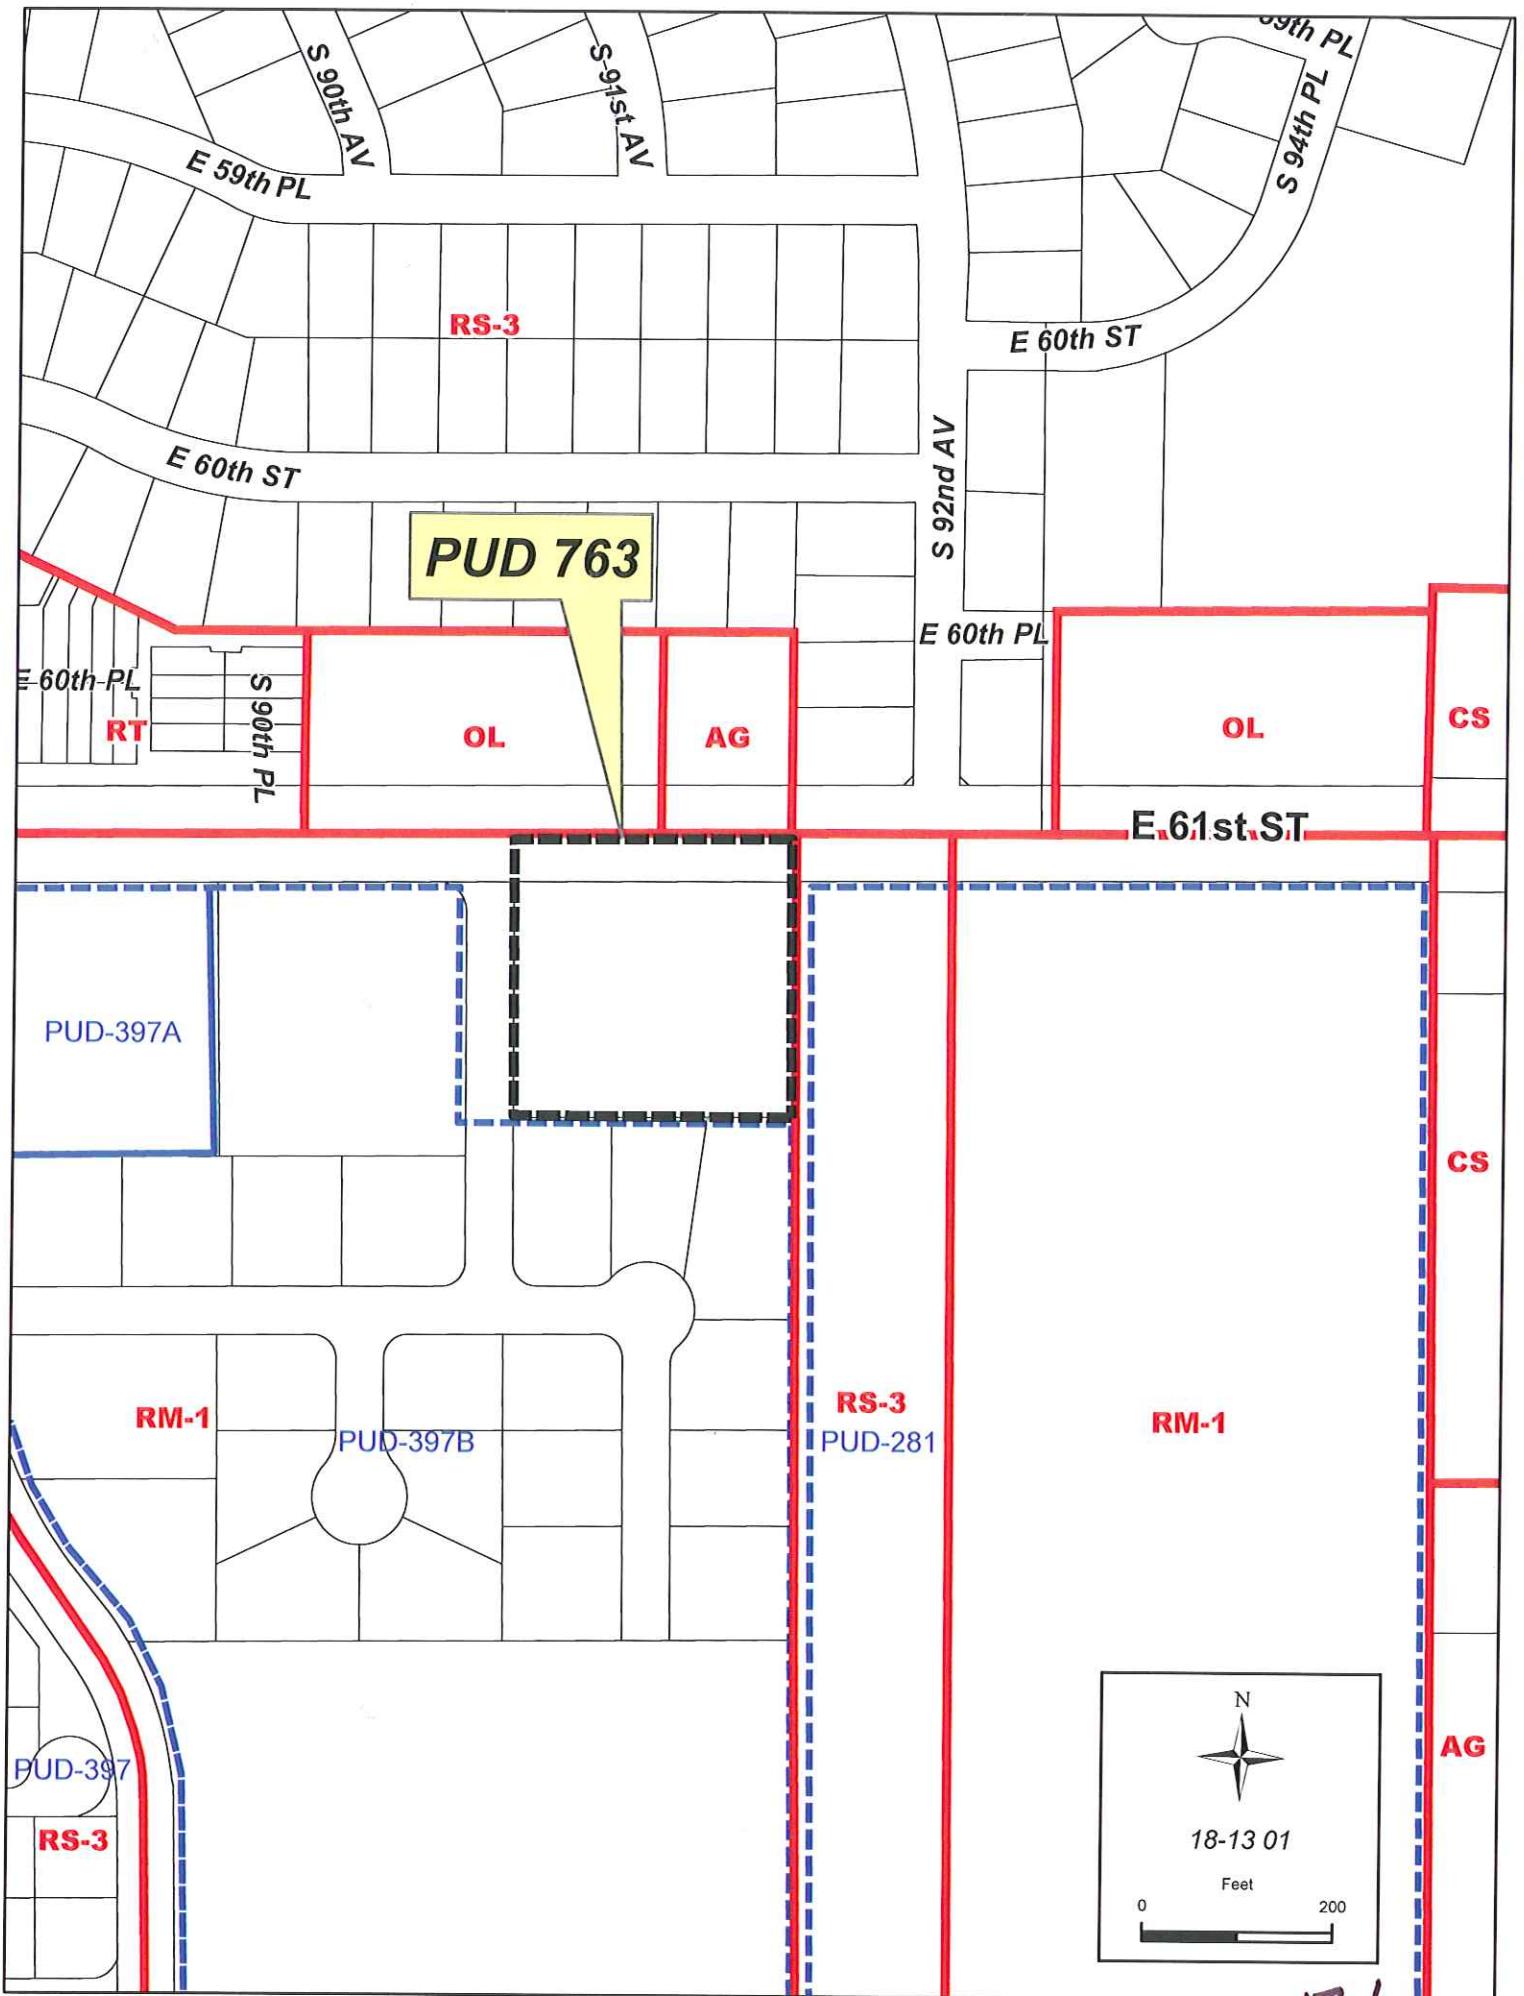 59th PL
S 90th AV
S 91st AV
S 94th PL
E 59th PL
RS-3
E 60th ST
E 60th ST
S 92nd AV
PUD 763
E 60th PL
E 60th PL
S 90th PL
RT
OL
AG
OL
CS
E 61st ST
PUD-397A
CS
RS-3
RM-1
RM-1
PUD-397B
PUD-281
N
AG
PUD-397
RS-3
18-13 01
Feet
0 200